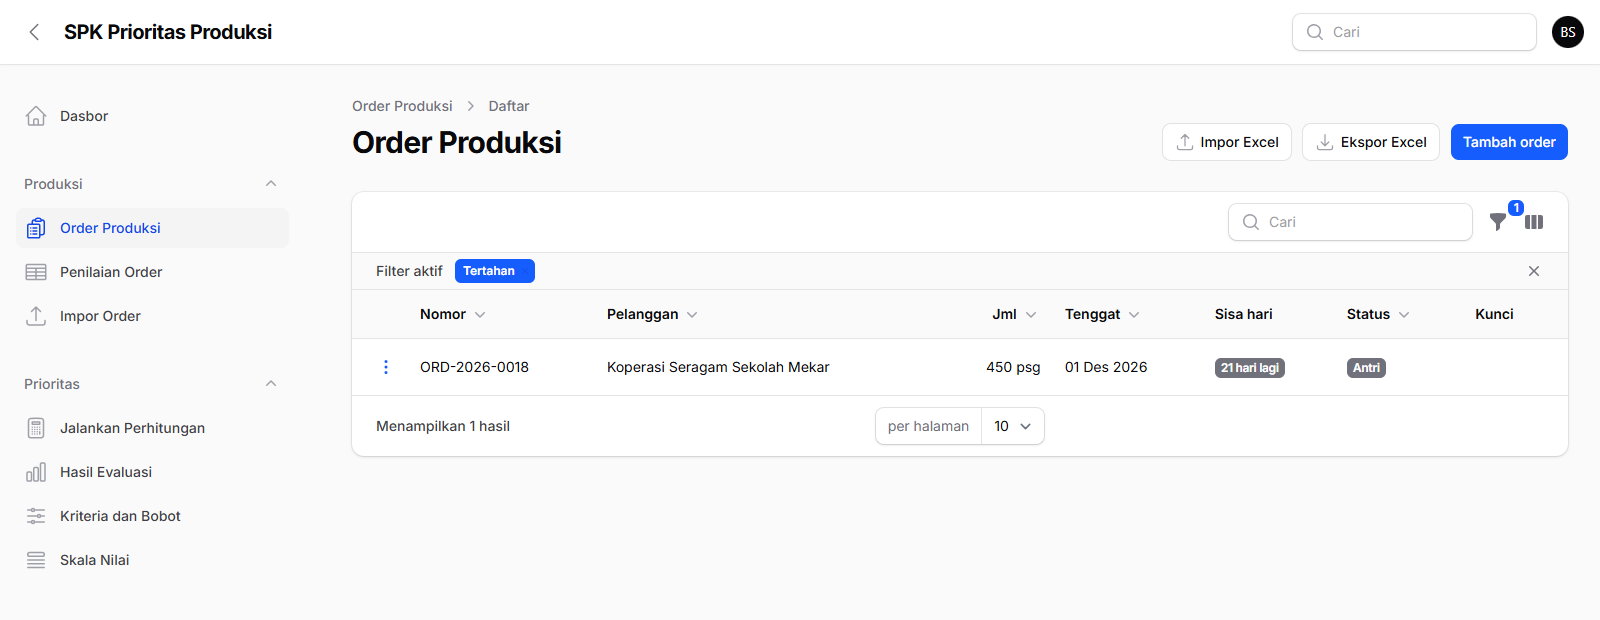 SPK Prioritas Produksi
Cari
BS
Dasbor
Produksi
Order Produksi
Penilaian Order
Impor Order
Prioritas
Jalankan Perhitungan
Hasil Evaluasi
Kriteria dan Bobot
Skala Nilai
Order Produksi > Daftar
Order Produksi
Impor Excel
Ekspor Excel
Tambah order
Cari
1
Filter aktif Tertahan
Nomor Pelanggan Jml Tenggat Sisa hari Status Kunci
ORD-2026-0018 Koperasi Seragam Sekolah Mekar 450 psg 01 Des 2026 21 hari lagi Antri
Menampilkan 1 hasil
per halaman 10